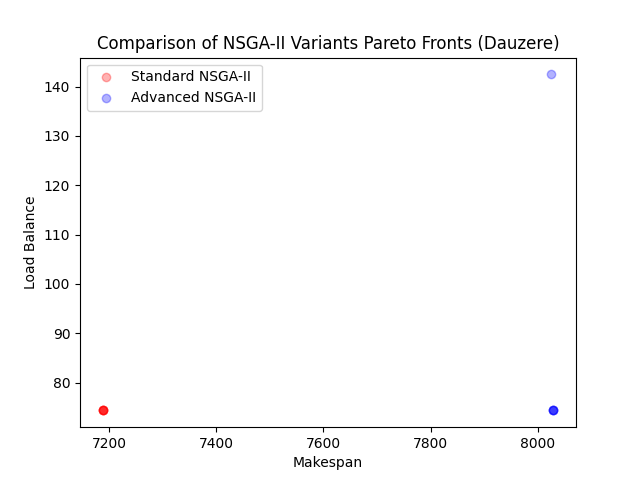 Comparison of NSGA-II Variants Pareto Fronts (Dauzere)
Standard NSGA-II
Advanced NSGA-II
140
130
120
110
100
90
80
Load Balance
7200 7400 7600 7800 8000
Makespan